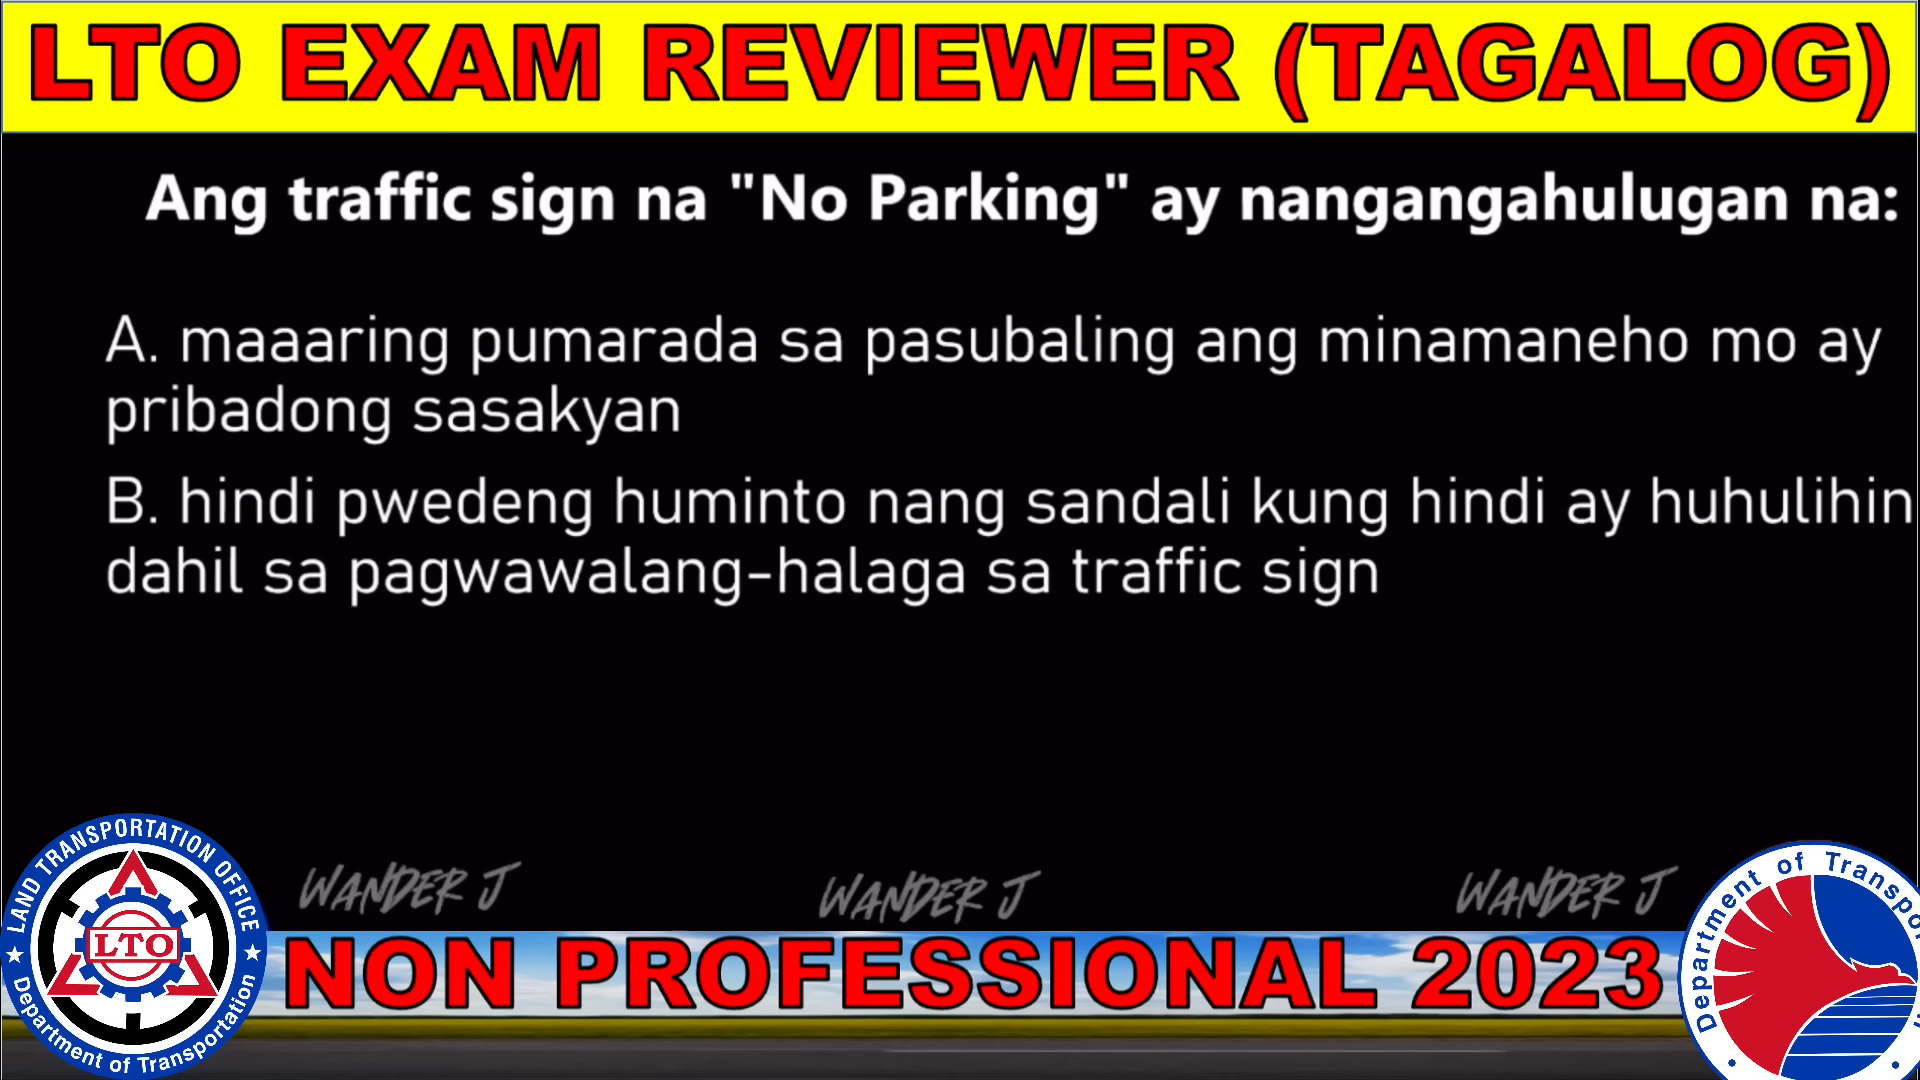 LTO EXAM REVIEWER (TAGALOG)
Ang traffic sign na "No Parking" ay nangangahulugan na:
A. maaaring pumarada sa pasubaling ang minamaneho mo ay
pribadong sasakyan
B. hindi pwedeng huminto nang sandali kung hindi ay huhulihin
dahil sa pagwawalang-halaga sa traffic sign
WANDER J
WANDER J
WANDER J
LAND TRANSPORTATION OFFICE
LTO
Department of Transportation
NON PROFESSIONAL 2023
Department of Transpor